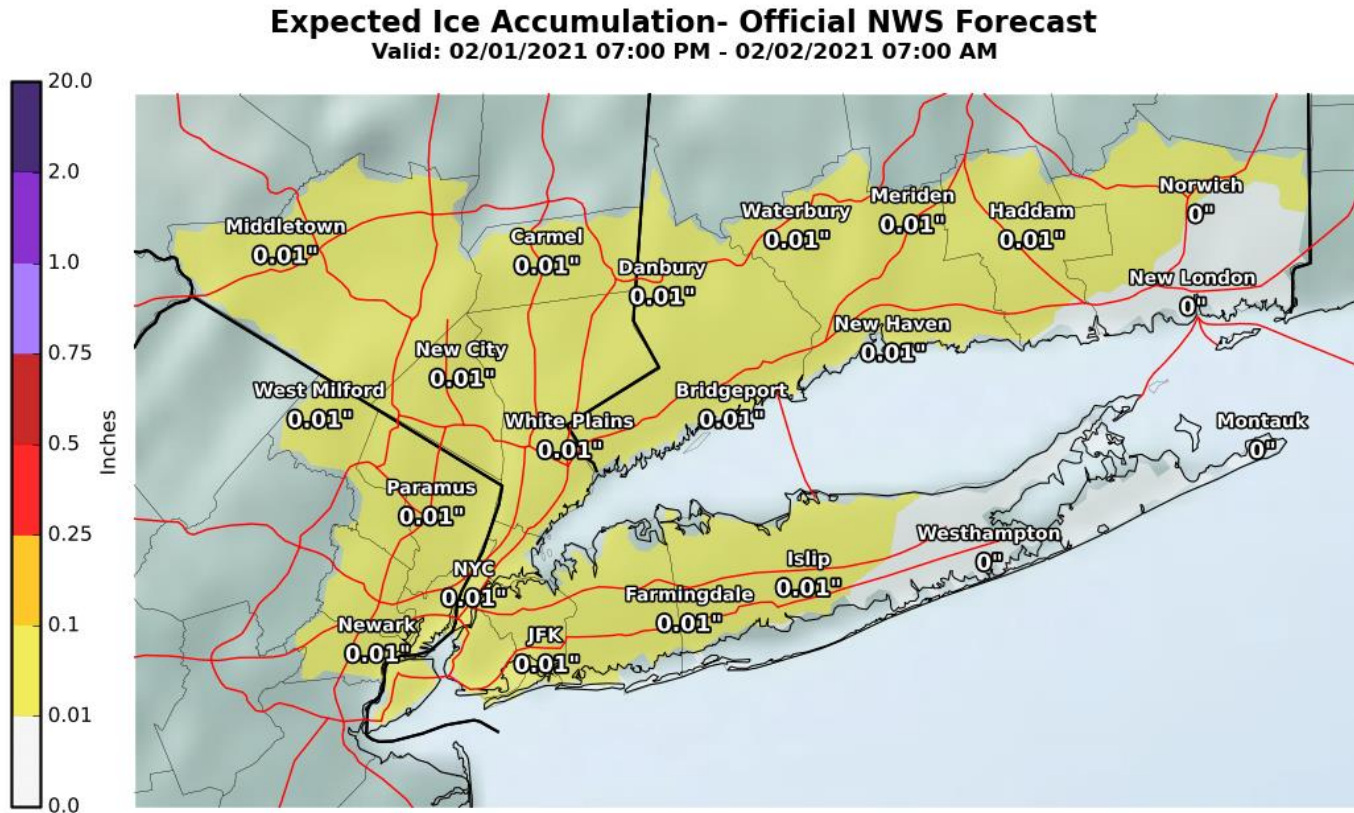 Expected Ice Accumulation- Official NWS Forecast
Valid: 02/01/2021 07:00 PM - 02/02/2021 07:00 AM
20.0
2.0
1.0
0.75
0.5
0.25
0.1
0.01
0.0
Inches
Middletown
0.01"
Carmel
0.01"
Danbury
0.01"
Waterbury
0.01"
Meriden
0.01"
Haddam
0.01"
Norwich
0"
New London
0"
New Haven
0.01"
New City
0.01"
West Milford
0.01"
White Plains
0.01"
Bridgeport
0.01"
Montauk
0"
Paramus
0.01"
Westhampton
0"
Islip
0.01"
NYC
0.01"
Farmingdale
0.01"
Newark
0.01"
JFK
0.01"